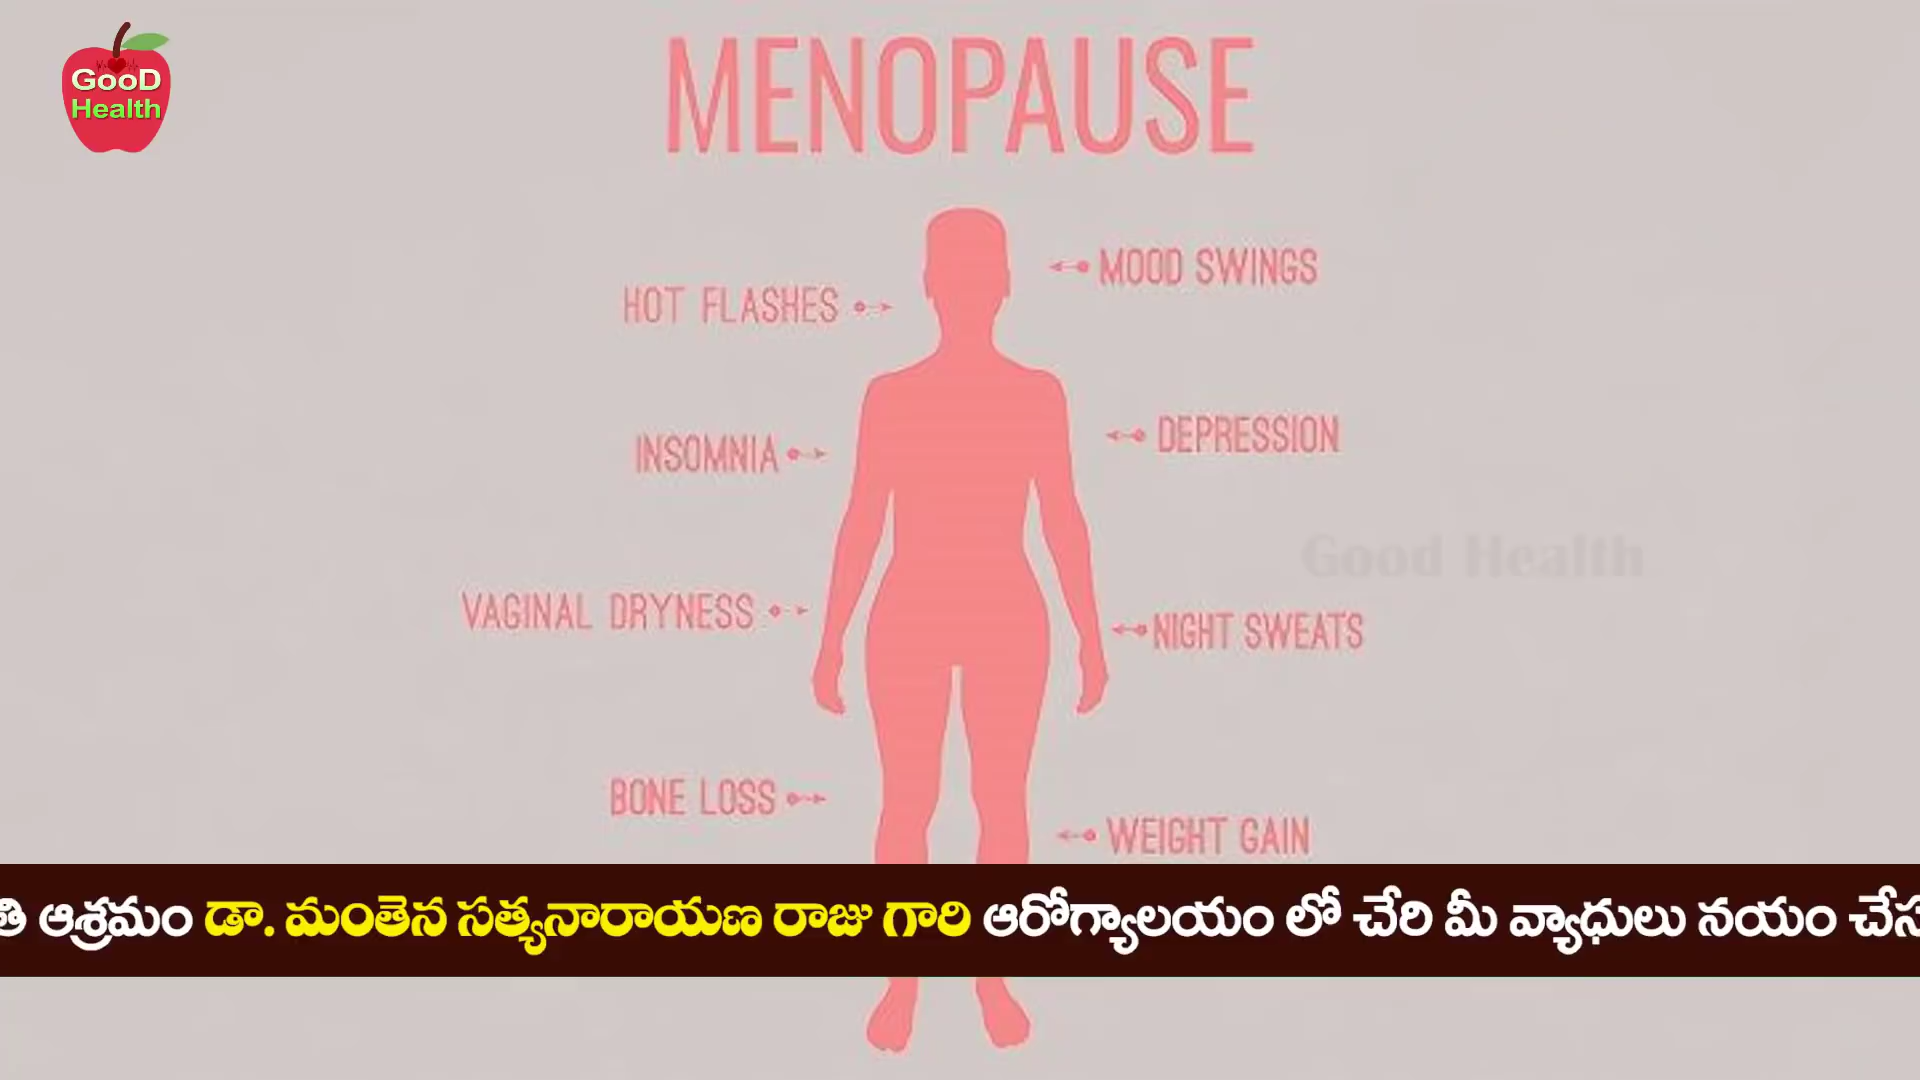 GooD
Health
MENOPAUSE
MOOD SWINGS
HOT FLASHES
DEPRESSION
INSOMNIA
Good Health
VAGINAL DRYNESS
NIGHT SWEATS
BONE LOSS
WEIGHT GAIN
ఆశ్రమం డా. మంతెన సత్యనారాయణ రాజు గారి ఆరోగ్యాలయం లో చేరి మీ వ్యాధులు నయం